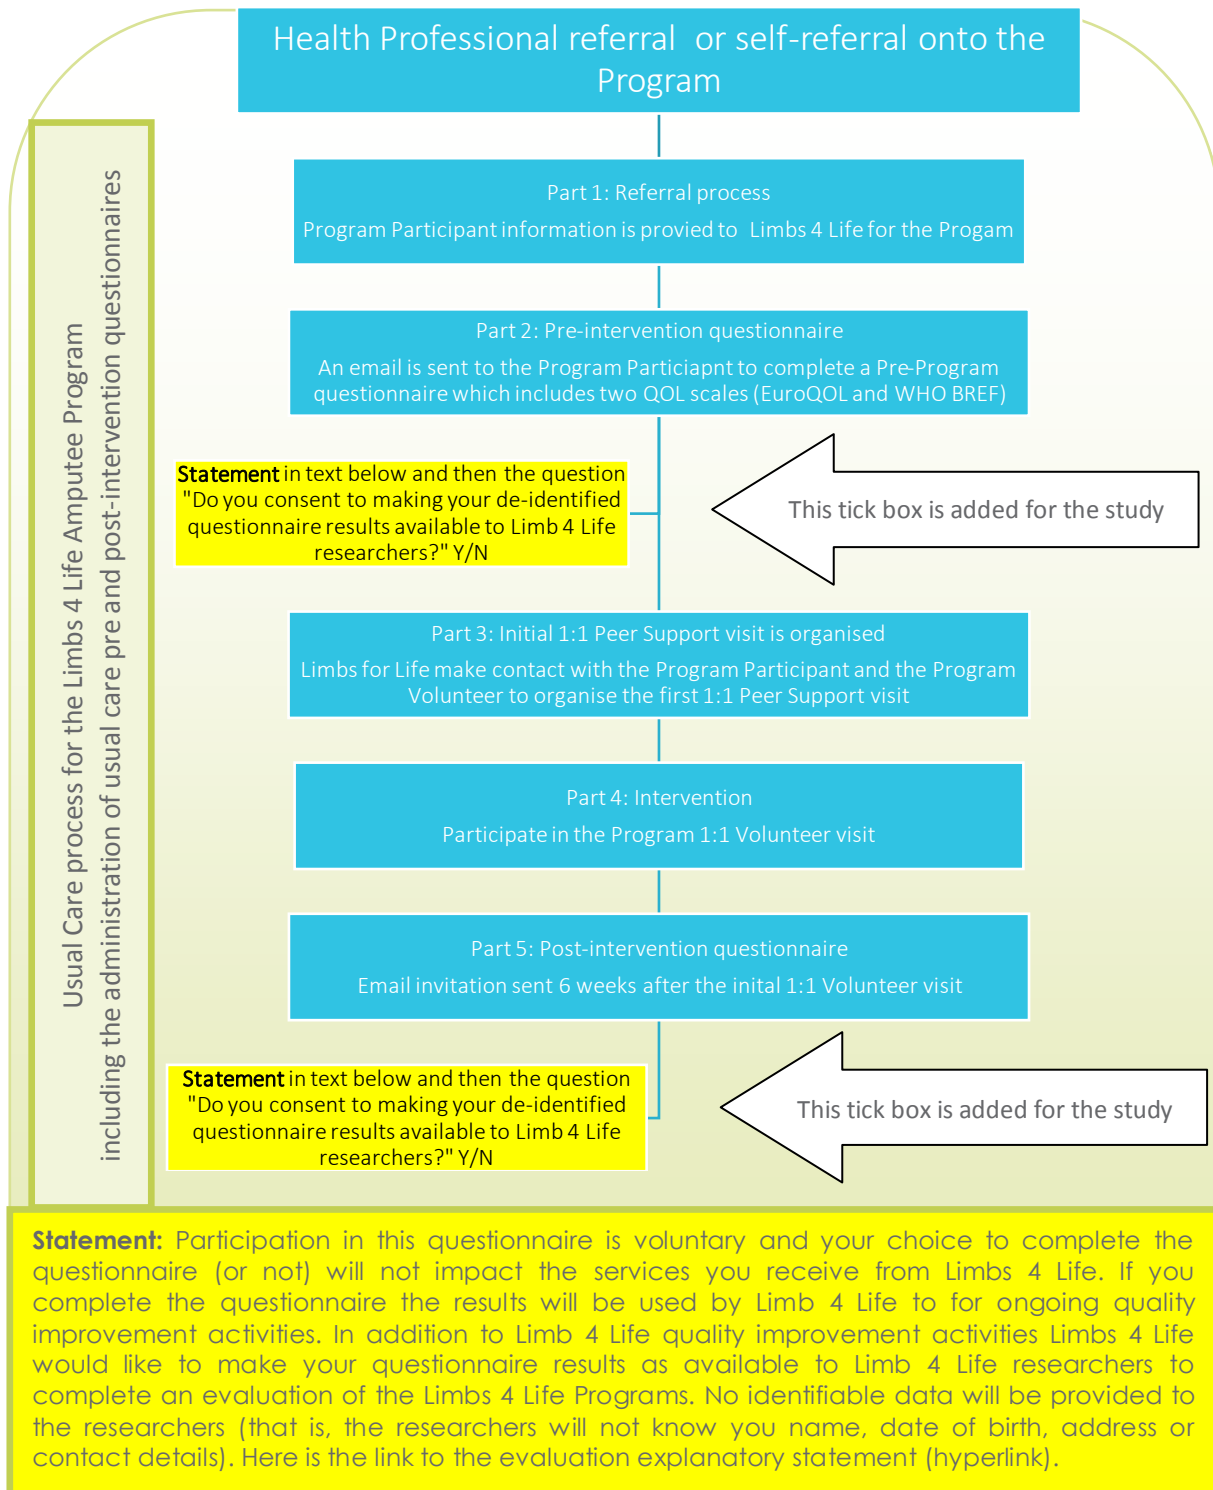 Health Professional referral or self-referral onto the
Program
Usual Care process for the Limbs 4 Life Amputee Program
including the administration of usual care pre and post-intervention questionnaires
Part 1: Referral process
Program Participant information is provied to Limbs 4 Life for the Progam
Part 2: Pre-intervention questionnaire
An email is sent to the Program Particiapnt to complete a Pre-Program
questionnaire which includes two QOL scales (EuroQOL and WHO BREF)
Statement in text below and then the question
"Do you consent to making your de-identified
questionnaire results available to Limb 4 Life
researchers?" Y/N
This tick box is added for the study
Part 3: Initial 1:1 Peer Support visit is organised
Limbs for Life make contact with the Program Participant and the Program
Volunteer to organise the first 1:1 Peer Support visit
Part 4: Intervention
Participate in the Program 1:1 Volunteer visit
Part 5: Post-intervention questionnaire
Email invitation sent 6 weeks after the inital 1:1 Volunteer visit
Statement in text below and then the question
"Do you consent to making your de-identified
questionnaire results available to Limb 4 Life
researchers?" Y/N
This tick box is added for the study
Statement: Participation in this questionnaire is voluntary and your choice to complete the
questionnaire (or not) will not impact the services you receive from Limbs 4 Life. If you
complete the questionnaire the results will be used by Limb 4 Life to for ongoing quality
improvement activities. In addition to Limb 4 Life quality improvement activities Limbs 4 Life
would like to make your questionnaire results as available to Limb 4 Life researchers to
complete an evaluation of the Limbs 4 Life Programs. No identifiable data will be provided to
the researchers (that is, the researchers will not know you name, date of birth, address or
contact details). Here is the link to the evaluation explanatory statement (hyperlink).